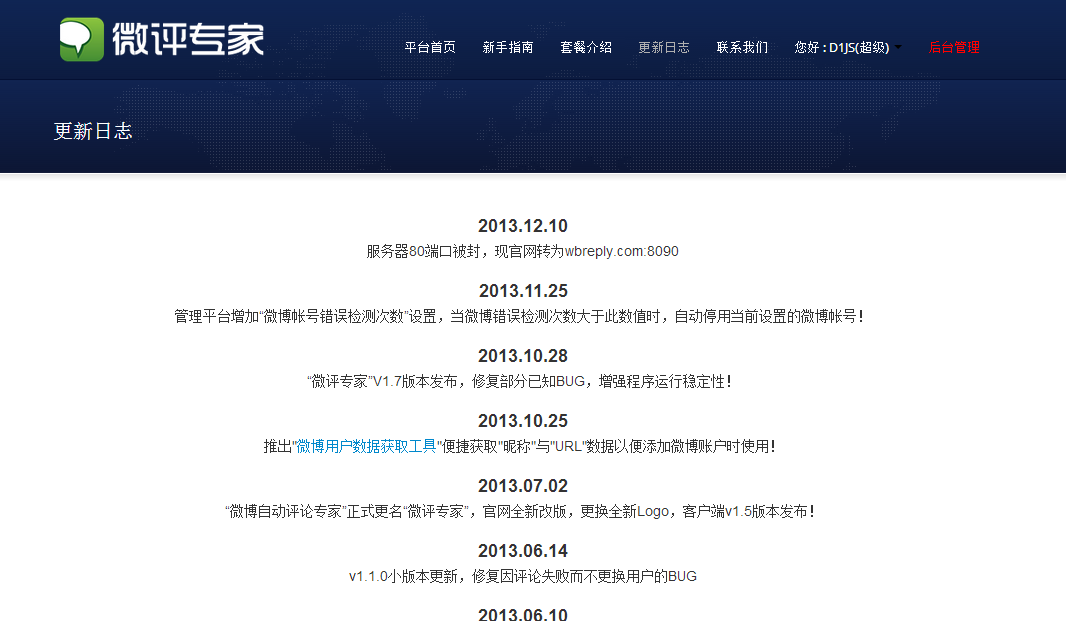 微评专家
平台首页 新手指南 套餐介绍 更新日志 联系我们 您好 : D1JS(超级) 后台管理
更新日志
2013.12.10
服务器80端口被封，现官网转为wbreply.com:8090
2013.11.25
管理平台增加“微博帐号错误检测次数”设置，当微博错误检测次数大于此数值时，自动停用当前设置的微博帐号！
2013.10.28
“微评专家”V1.7版本发布，修复部分已知BUG，增强程序运行稳定性！
2013.10.25
推出"微博用户数据获取工具"便捷获取"昵称"与"URL"数据以便添加微博账户时使用！
2013.07.02
“微博自动评论专家”正式更名“微评专家”，官网全新改版，更换全新Logo，客户端v1.5版本发布！
2013.06.14
v1.1.0小版本更新，修复因评论失败而不更换用户的BUG
2013.06.10